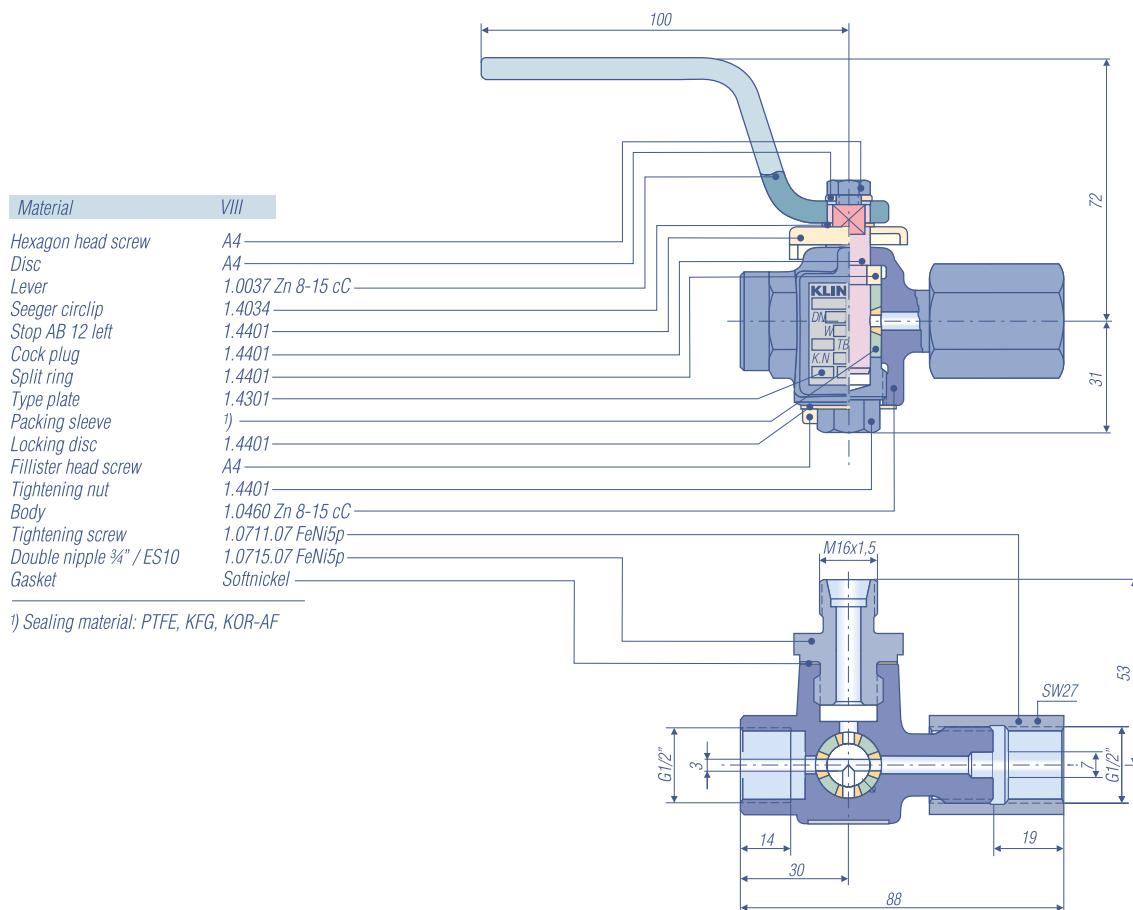 100
72
31
Material VIII
Hexagon head screw A4
Disc A4
Lever 1.0037 Zn 8-15 cC
Seeger circlip 1.4034
Stop AB 12 left 1.4401
Cock plug 1.4401
Split ring 1.4401
Type plate 1.4301
Packing sleeve ¹)
Locking disc 1.4401
Fillister head screw A4
Tightening nut 1.4401
Body 1.0460 Zn 8-15 cC
Tightening screw 1.0711.07 FeNi5p
Double nipple ¾” / ES10 1.0715.07 FeNi5p
Gasket Softnickel
¹) Sealing material: PTFE, KFG, KOR-AF
KLIN
DN
W
TB
K.N
M16x1,5
53
SW27
G1/2”
3
7
G1/2”
14
19
30
88